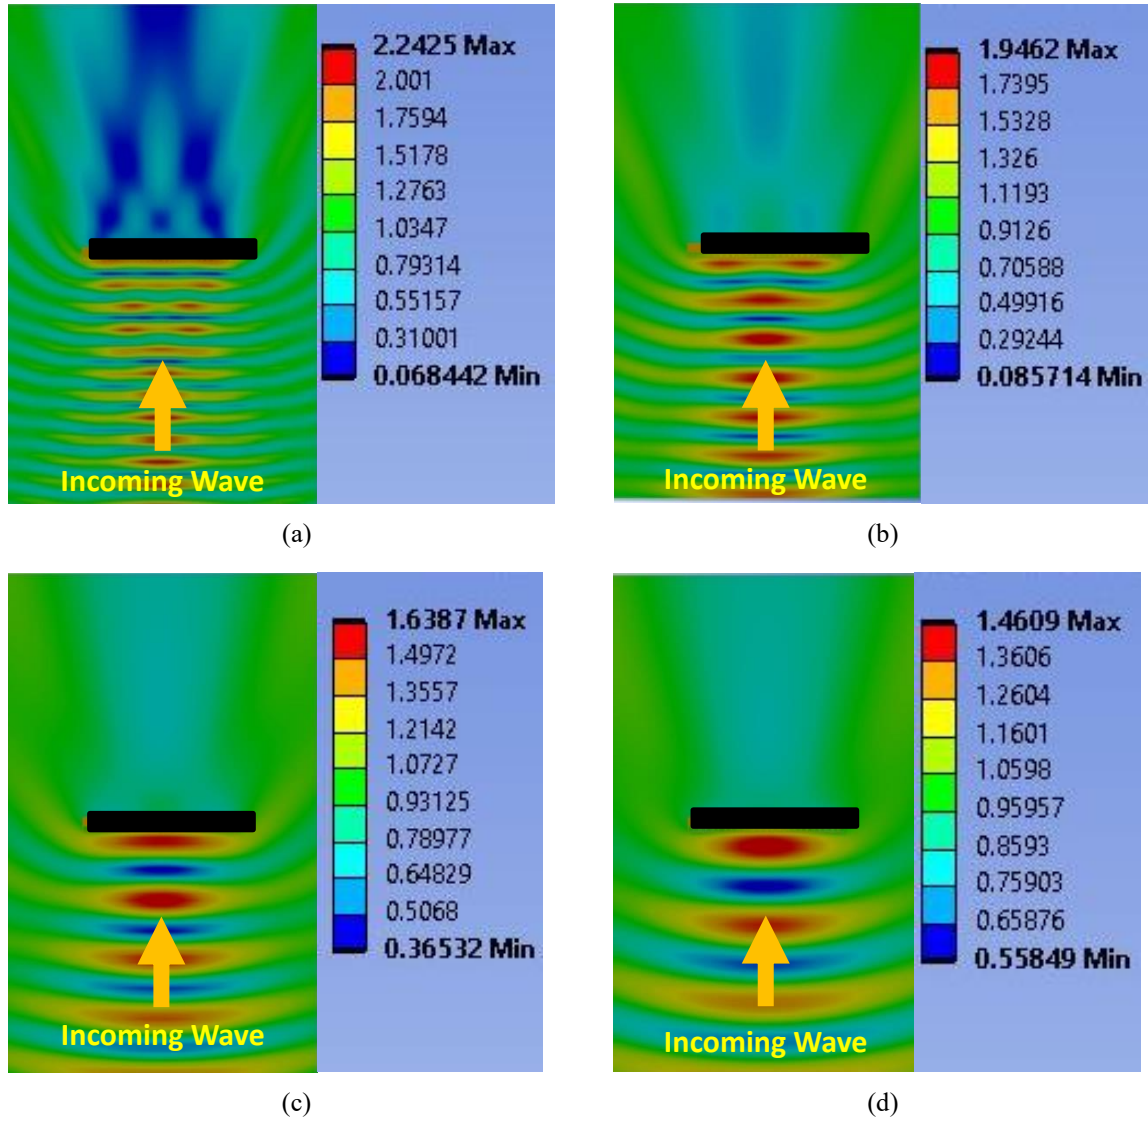 2.2425 Max
2.001
1.7594
1.5178
1.2763
1.0347
0.79314
0.55157
0.31001
0.068442 Min
Incoming Wave
(a)
1.9462 Max
1.7395
1.5328
1.326
1.1193
0.9126
0.70588
0.49916
0.29244
0.085714 Min
Incoming Wave
(b)
1.6387 Max
1.4972
1.3557
1.2142
1.0727
0.93125
0.78977
0.64829
0.5068
0.36532 Min
Incoming Wave
(c)
1.4609 Max
1.3606
1.2604
1.1601
1.0598
0.95957
0.8593
0.75903
0.65876
0.55849 Min
Incoming Wave
(d)